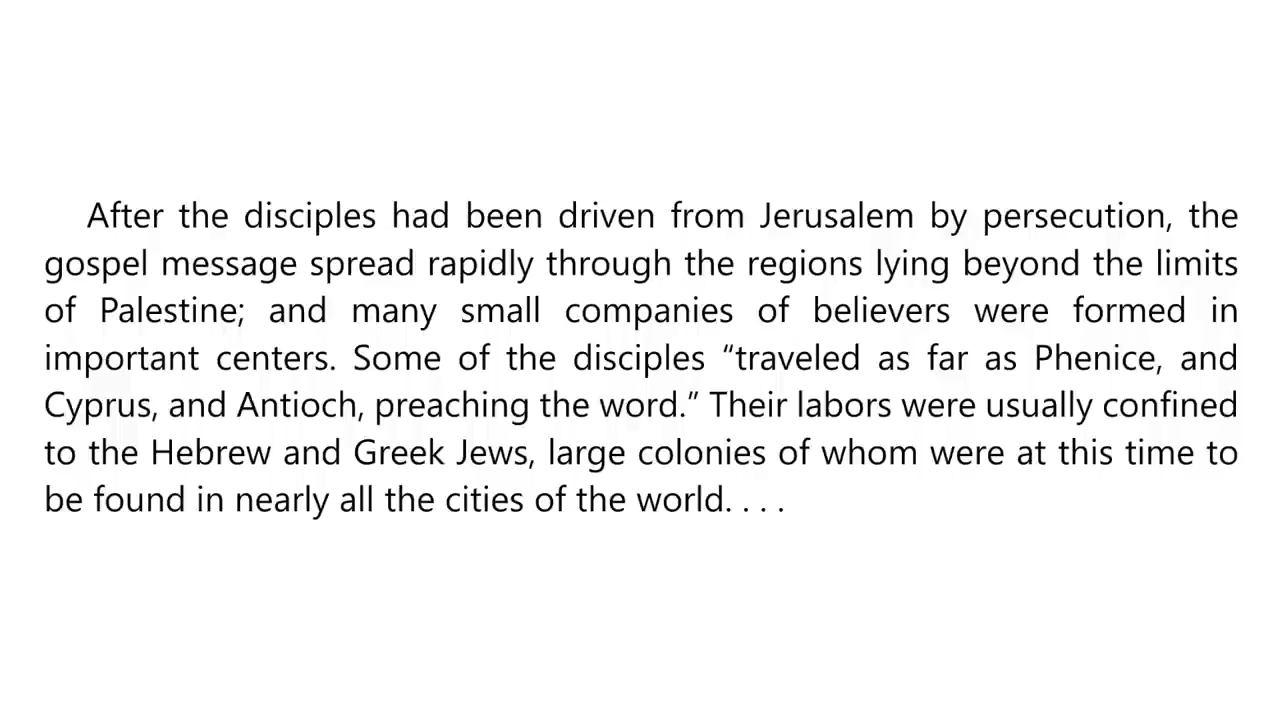 After the disciples had been driven from Jerusalem by persecution, the
gospel message spread rapidly through the regions lying beyond the limits
of Palestine; and many small companies of believers were formed in
important centers. Some of the disciples “traveled as far as Phenice, and
Cyprus, and Antioch, preaching the word.” Their labors were usually confined
to the Hebrew and Greek Jews, large colonies of whom were at this time to
be found in nearly all the cities of the world. . . .